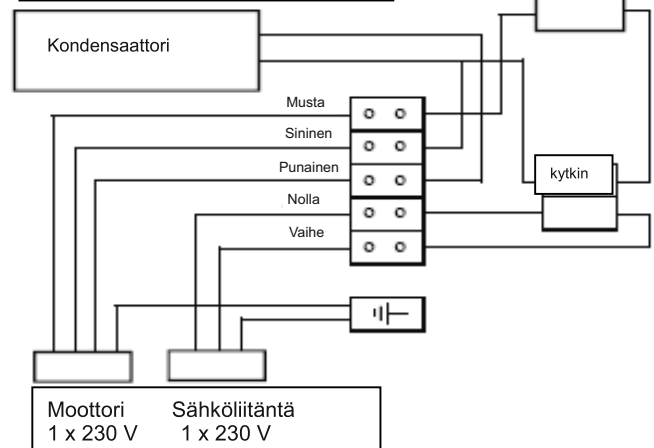 Kondensaattori
Musta
Sininen
Punainen
Nolla
Vaihe
kytkin
Moottori Sähköliitäntä
1 x 230 V 1 x 230 V